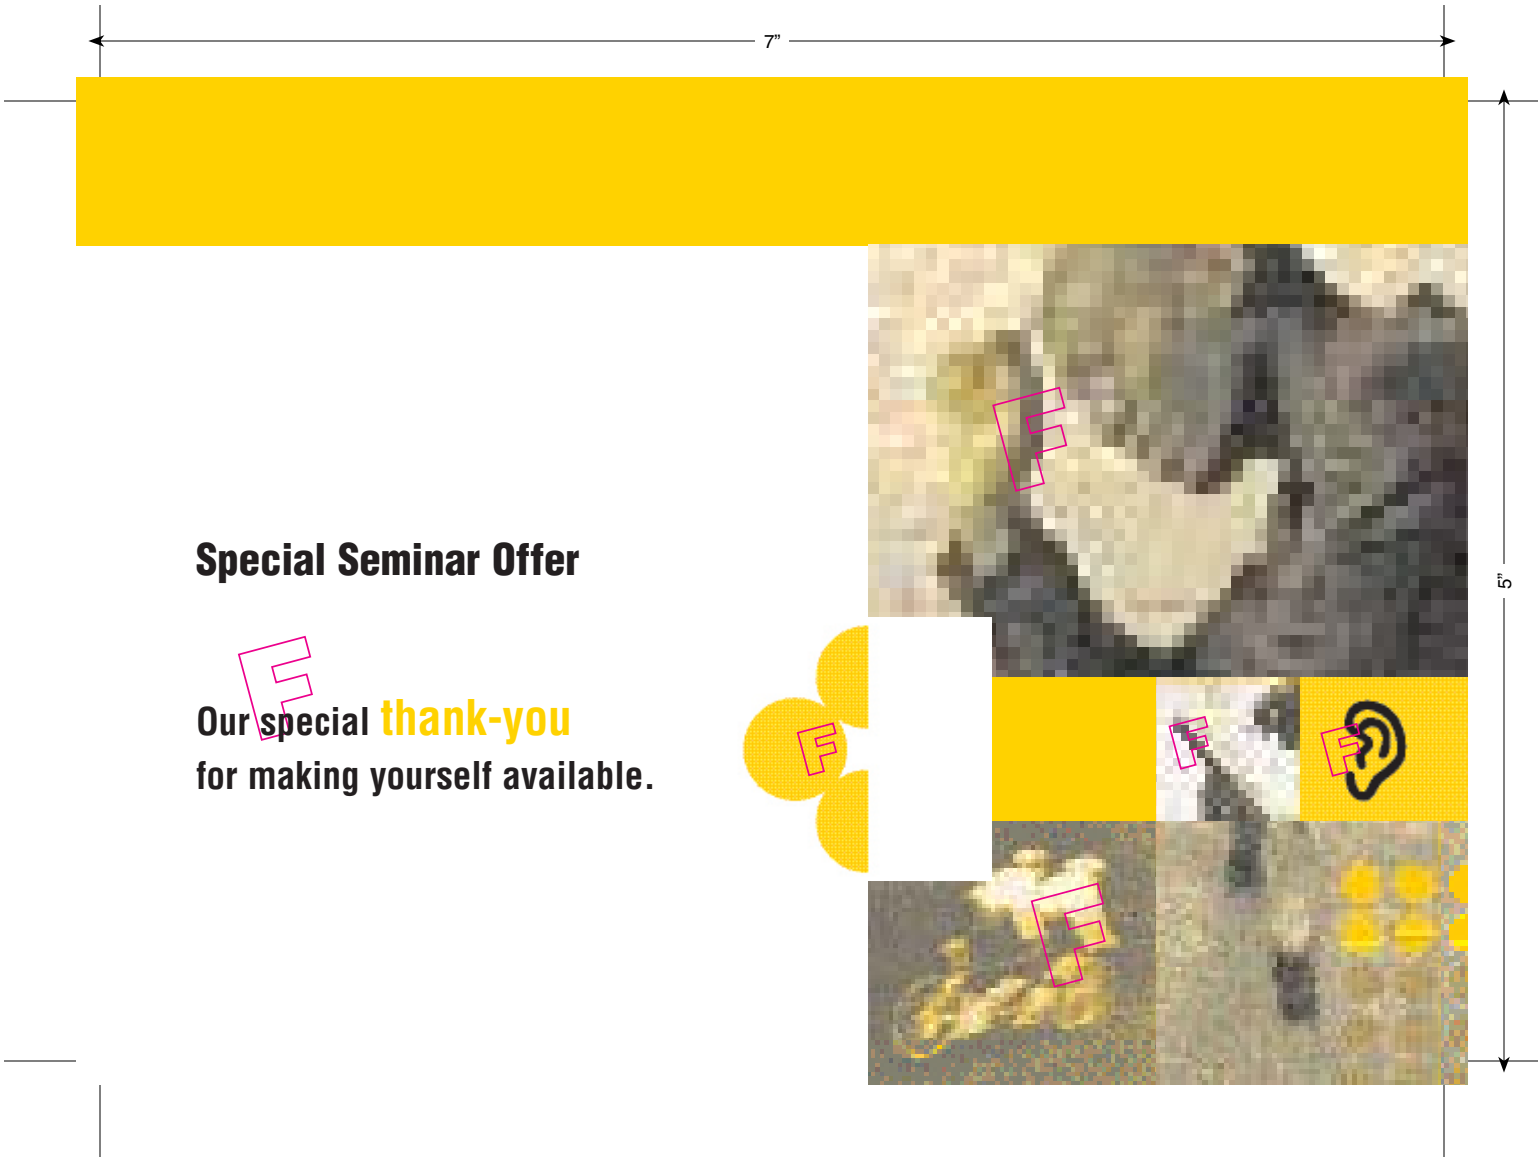 7”
5”
Special Seminar Offer
F
F
Our special thank-you
for making yourself available.
F
F
F
F